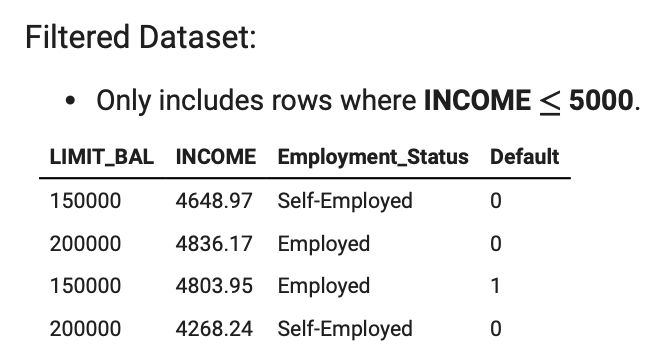 Filtered Dataset:
• Only includes rows where INCOME ≤ 5000.
LIMIT_BAL INCOME Employment_Status Default
150000 4648.97 Self-Employed 0
200000 4836.17 Employed 0
150000 4803.95 Employed 1
200000 4268.24 Self-Employed 0